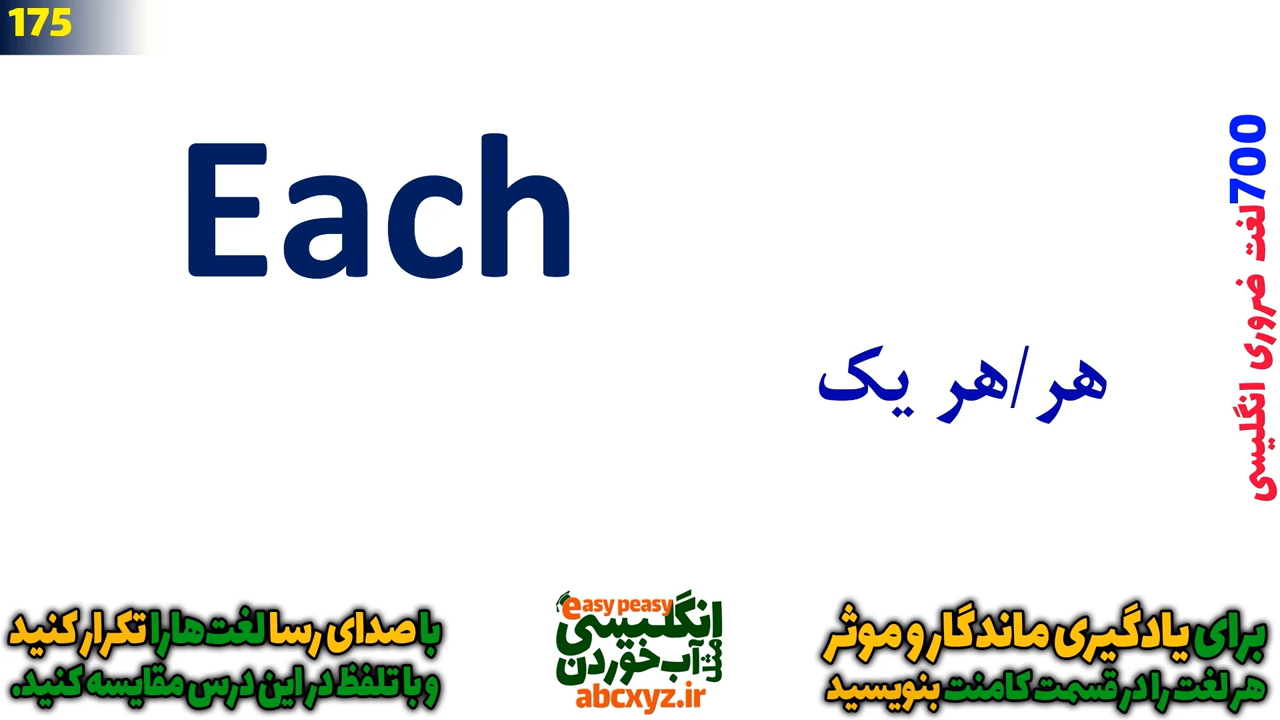 175
Each
هر/هر یک
700 لغت ضروری انگلیسی
برای یادگیری ماندگار و موثر
هر لغت را در قسمت کامنت بنویسید
easy peasy
انگلیسی
مثل آب خوردن
abcxyz.ir
با صدای رسا لغت‌ها را تکرار کنید
و با تلفظ در این درس مقایسه کنید.